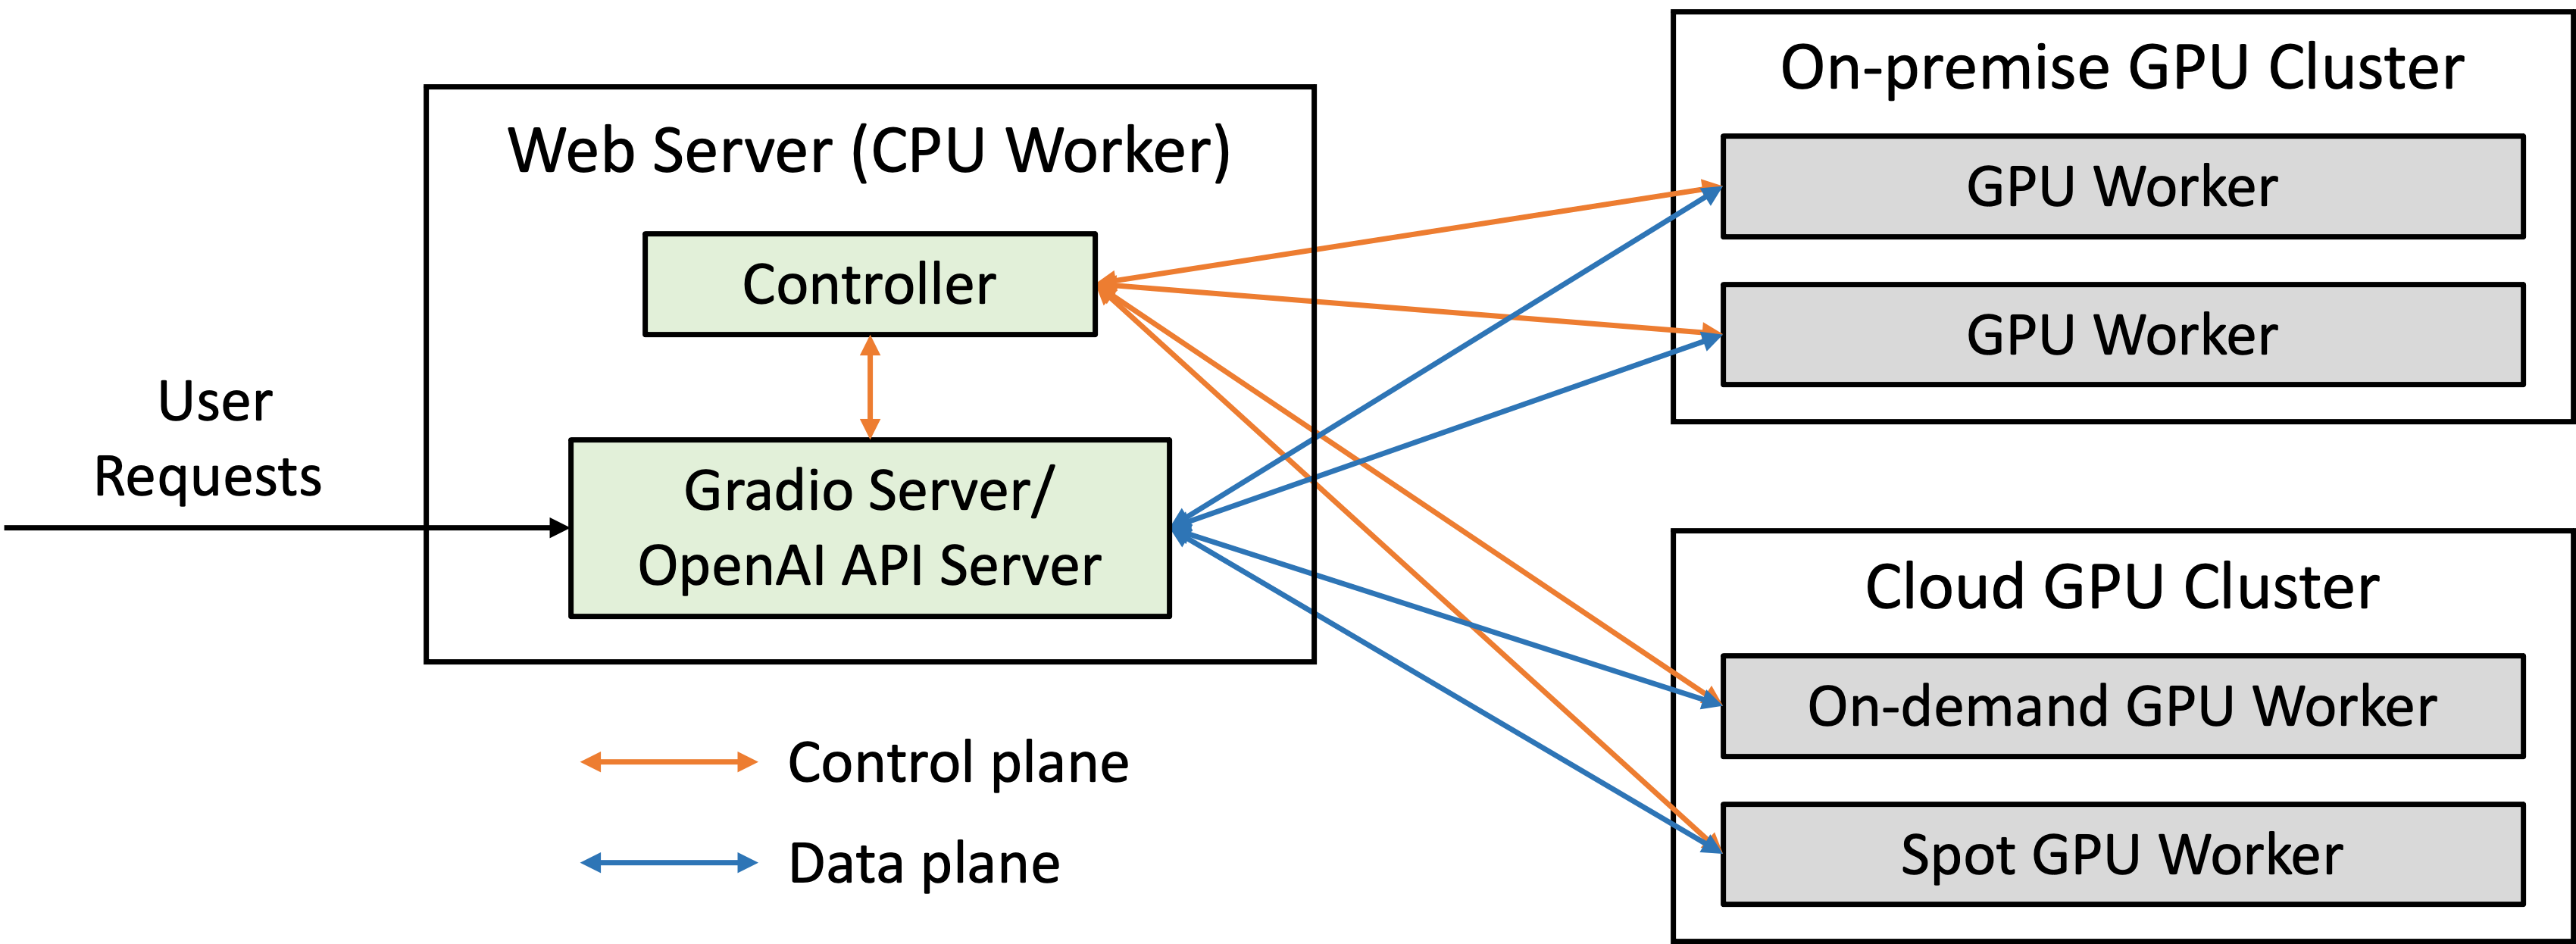 User
Requests
Web Server (CPU Worker)
Controller
Gradio Server/
OpenAI API Server
Control plane
Data plane
On-premise GPU Cluster
GPU Worker
GPU Worker
Cloud GPU Cluster
On-demand GPU Worker
Spot GPU Worker